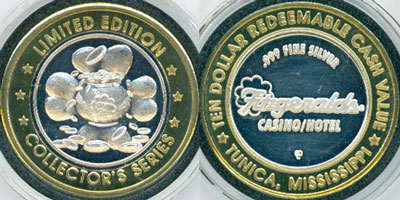 LIMITED EDITION
COLLECTOR'S SERIES
TEN DOLLAR REDEEMABLE CASH VALUE
.999 FINE SILVER
Fitzgeralds
CASINO/HOTEL
TUNICA, MISSISSIPPI